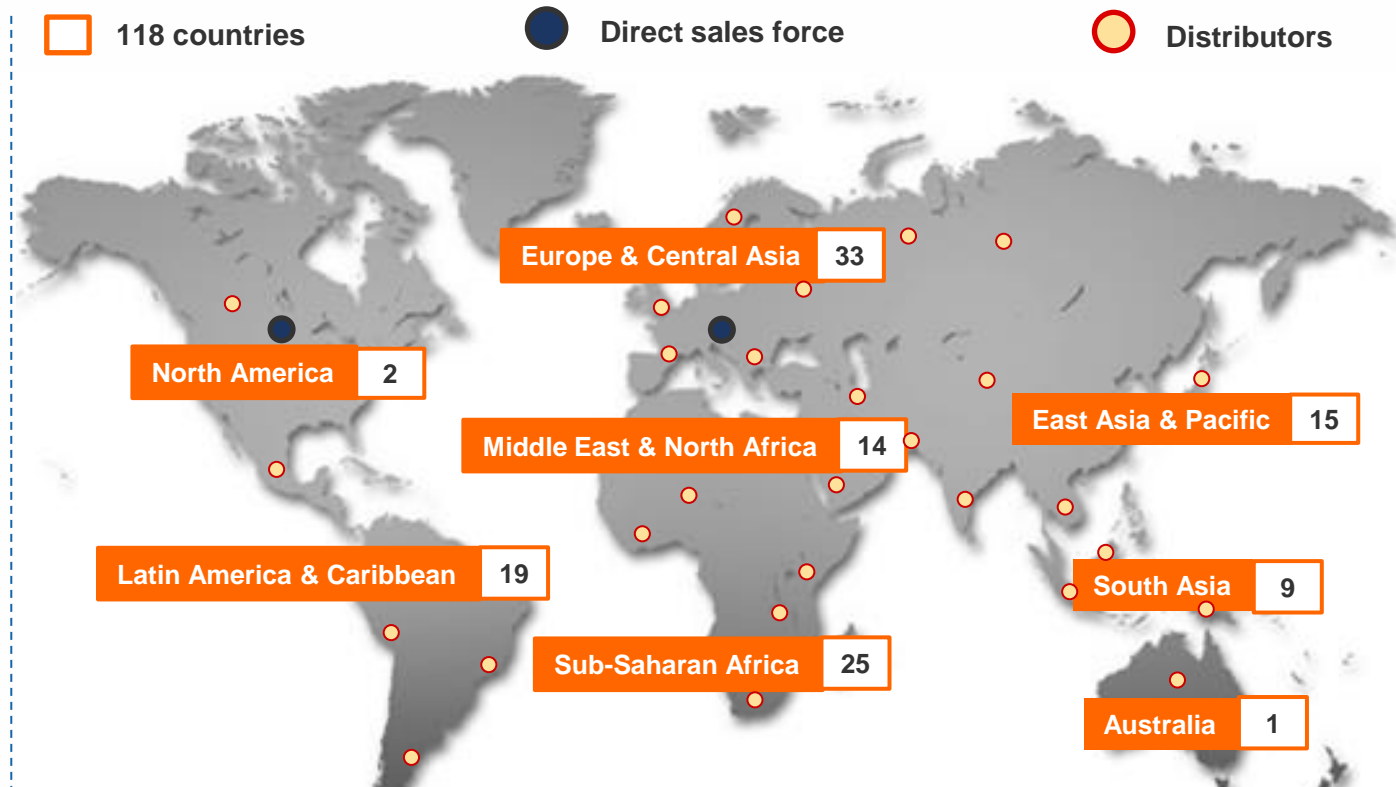 118 countries
Direct sales force
Distributors
Europe & Central Asia 33
North America 2
East Asia & Pacific 15
Middle East & North Africa 14
Latin America & Caribbean 19
South Asia 9
Sub-Saharan Africa 25
Australia 1